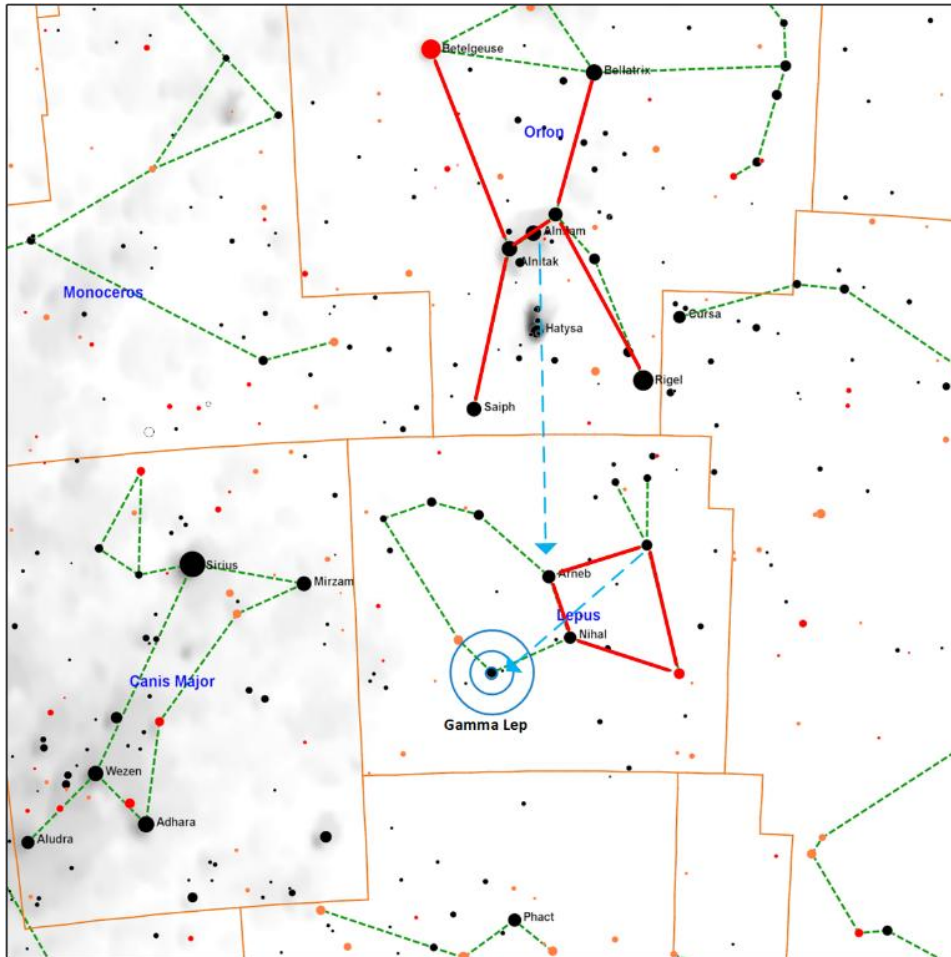 Betelgeuse
Bellatrix
Orion
Alnilam
Alnitak
Monoceros
Cursa
Hatysa
Rigel
Saiph
Sirius
Arneb
Mirzam
Lepus
Nihal
Canis Major
Gamma Lep
Wezen
Adhara
Aludra
Phact